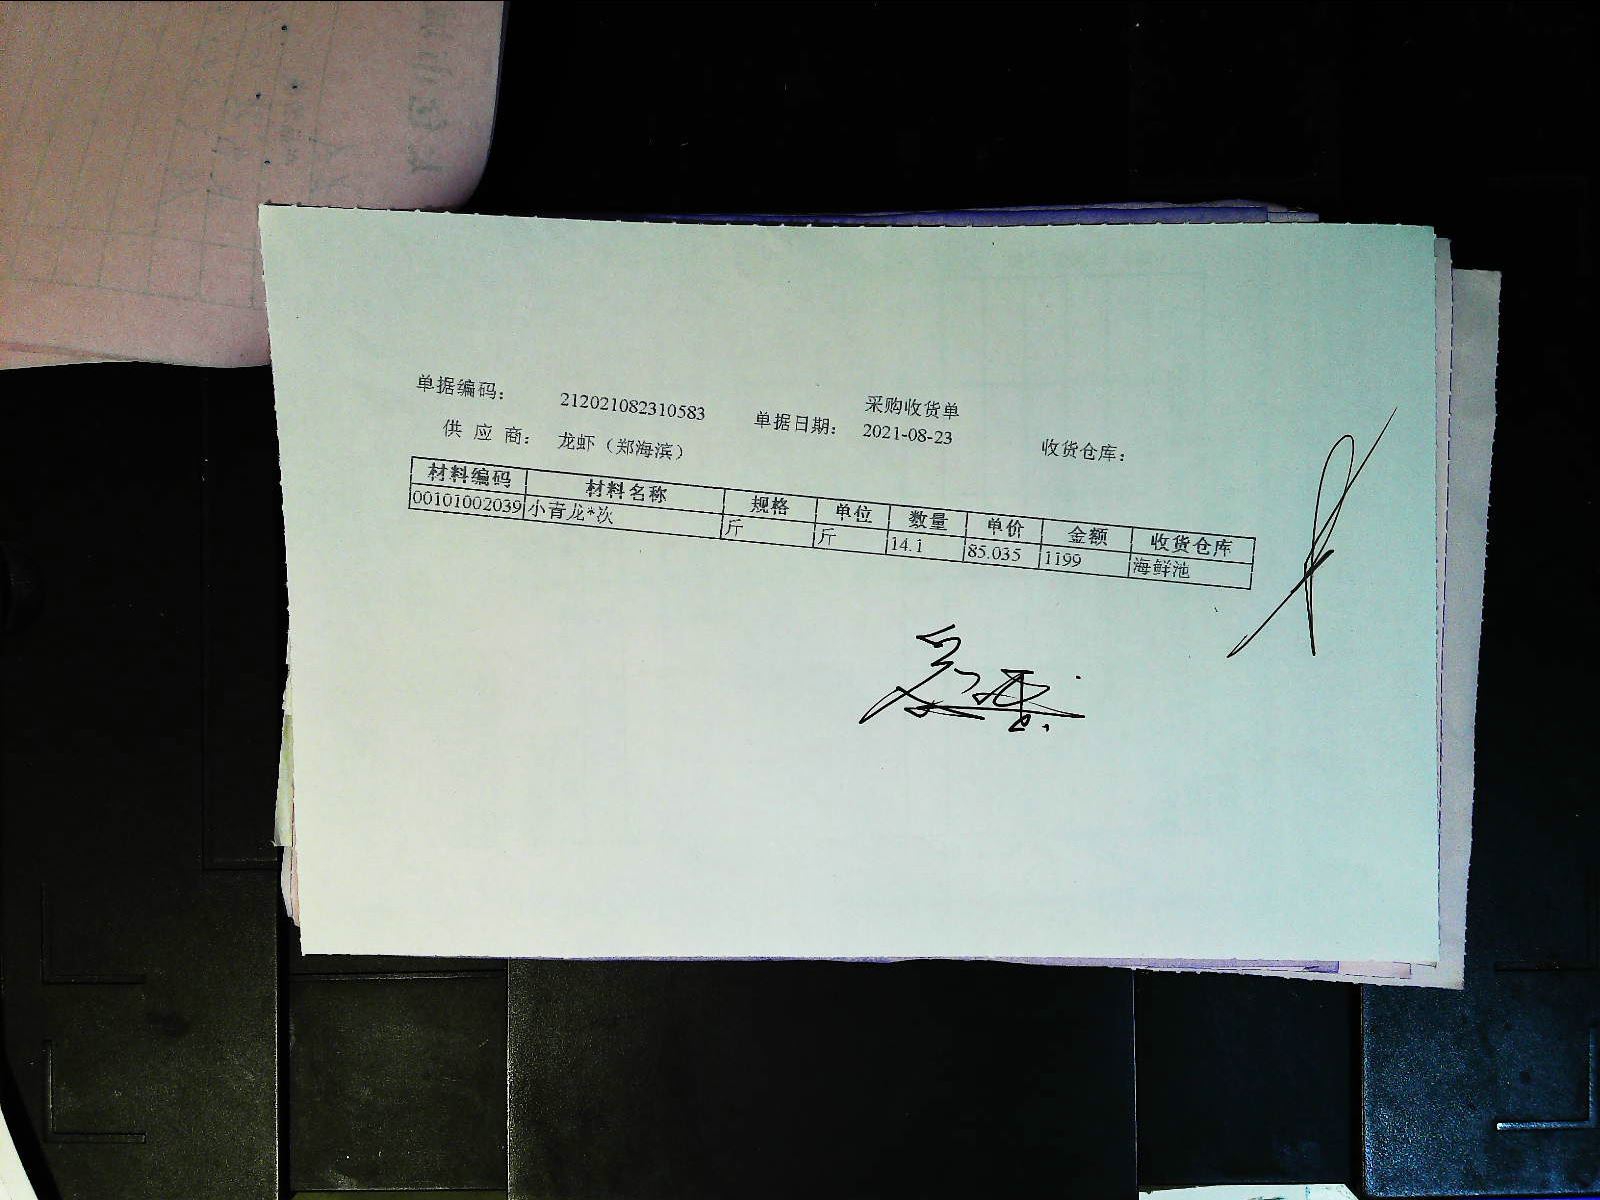 采购收货单
单据编码： 212021082310583 单据日期： 2021-08-23 收货仓库：
供 应 商： 龙虾（郑海滨）
材料编码 材料名称 规格 单位 数量 单价 金额 收货仓库
00101002039 小青龙*次 斤 斤 14.1 85.035 1199 海鲜池